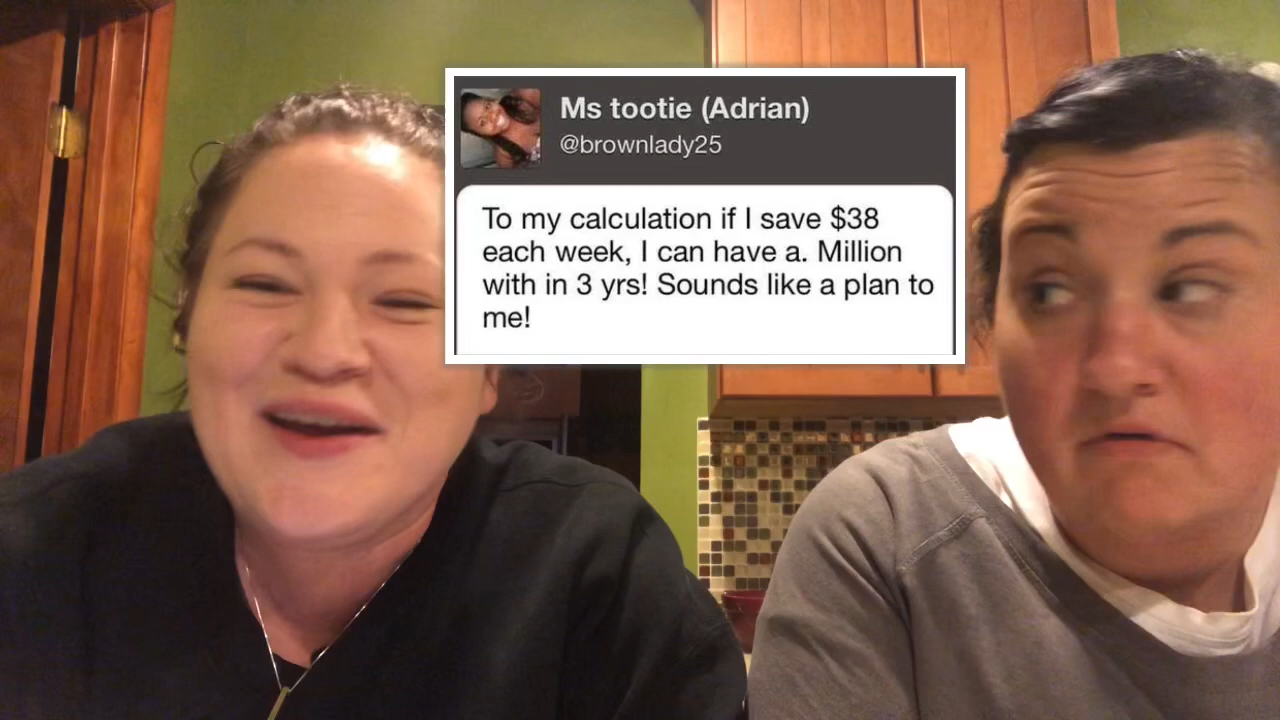 Ms tootie (Adrian)
@brownlady25
To my calculation if I save $38
each week, I can have a. Million
with in 3 yrs! Sounds like a plan to
me!